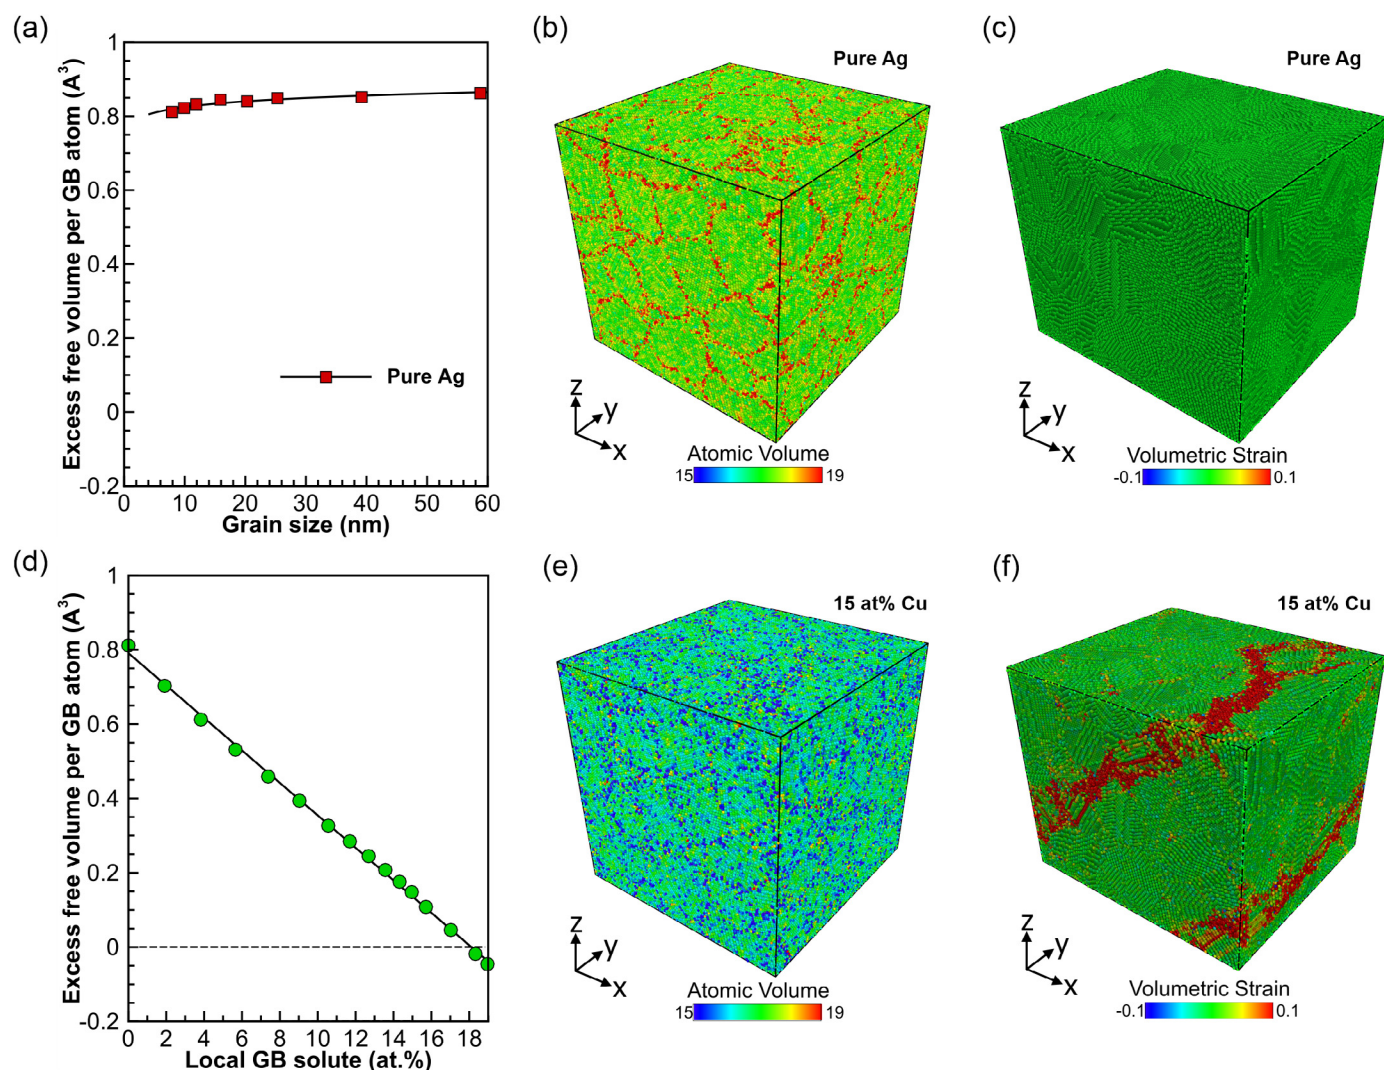 (a)
Excess free volume per GB atom (A³)
1
0.8
0.6
0.4
0.2
0
-0.2
Pure Ag
0 10 20 30 40 50 60
Grain size (nm)
(b)
Pure Ag
z
y
x
Atomic Volume
15 19
(c)
Pure Ag
z
y
x
Volumetric Strain
-0.1 0.1
(d)
Excess free volume per GB atom (A³)
1
0.8
0.6
0.4
0.2
0
-0.2
0 2 4 6 8 10 12 14 16 18
Local GB solute (at.%)
(e)
15 at% Cu
z
y
x
Atomic Volume
15 19
(f)
15 at% Cu
z
y
x
Volumetric Strain
-0.1 0.1